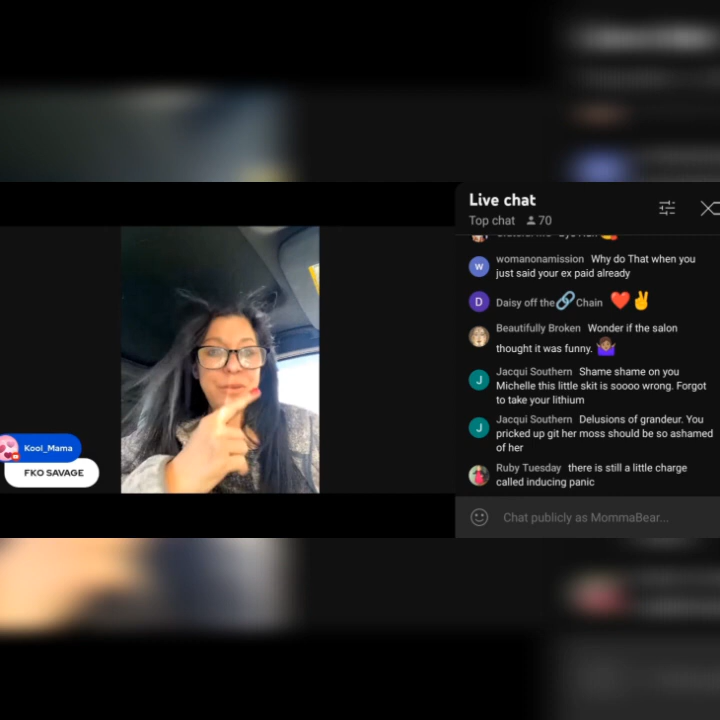 Live chat
Top chat 70
womanonamission Why do That when you
just said your ex paid already
Daisy off the Chain
Beautifully Broken Wonder if the salon
thought it was funny.
Jacqui Southern Shame shame on you
Michelle this little skit is soooo wrong. Forgot
to take your lithium
Jacqui Southern Delusions of grandeur. You
pricked up git her moss should be so ashamed
of her
Ruby Tuesday there is still a little charge
called inducing panic
Chat publicly as MommaBear...
Kool_Mama
FKO SAVAGE
W
D
J
J